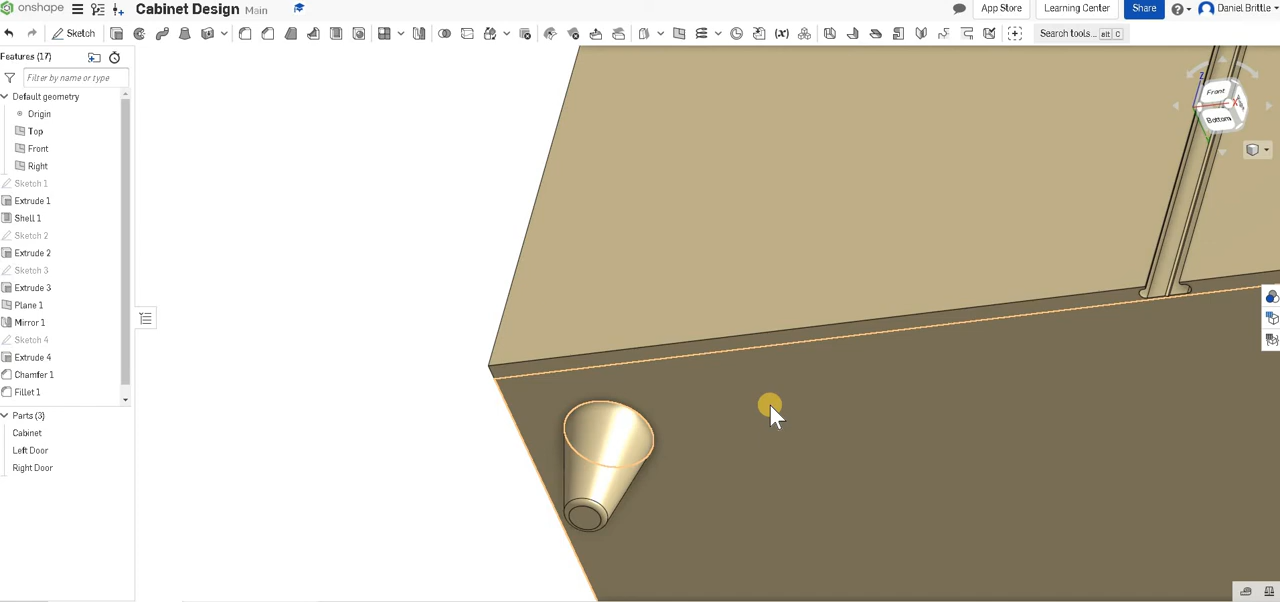 onshape Cabinet Design Main App Store Learning Center Share Daniel Brittle
Sketch Search tools... alt C
Features (17)
Filter by name or type
Default geometry
Origin
Top
Front
Right
Sketch 1
Extrude 1
Shell 1
Sketch 2
Extrude 2
Sketch 3
Extrude 3
Plane 1
Mirror 1
Sketch 4
Extrude 4
Chamfer 1
Fillet 1
Parts (3)
Cabinet
Left Door
Right Door
Z
Front
X
Bottom